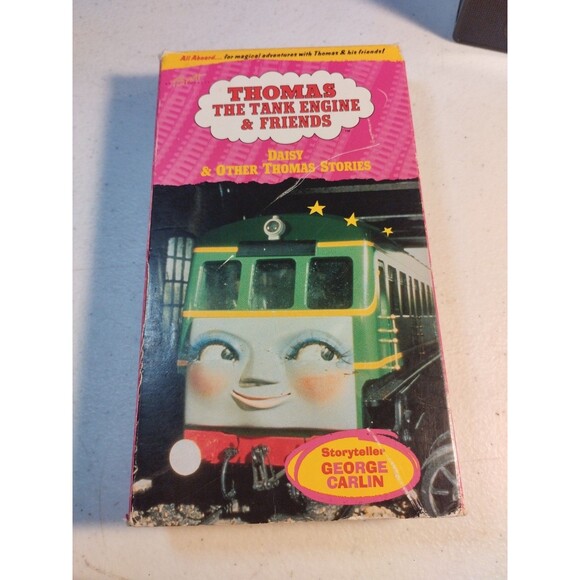 All Aboard... for magical adventures with Thomas & his friends!
THOMAS
THE TANK ENGINE
& FRIENDS
DAISY
& OTHER THOMAS STORIES
Storyteller
GEORGE
CARLIN